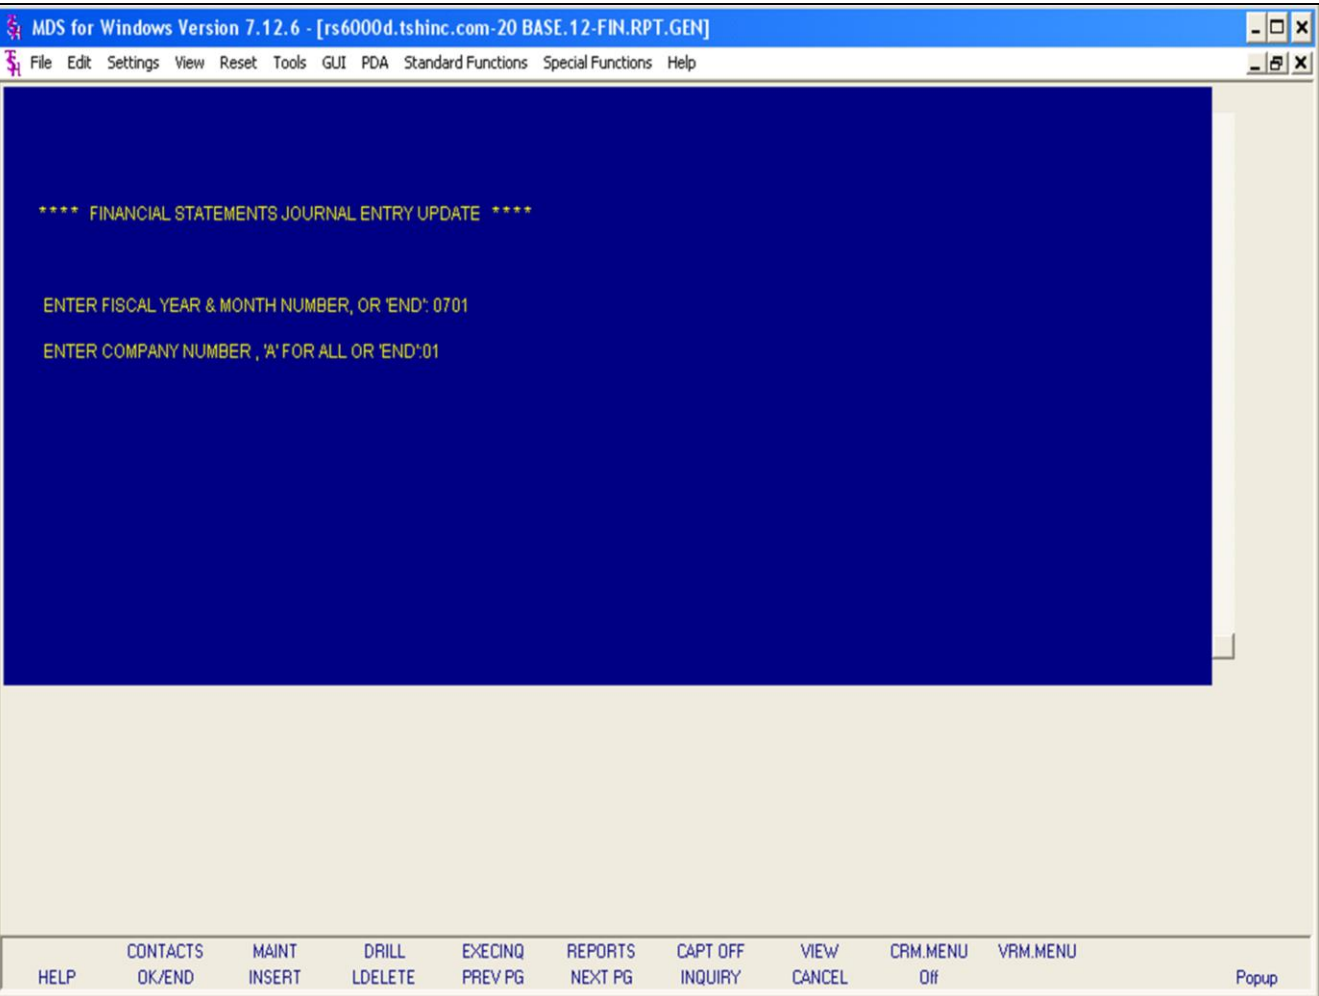 MDS for Windows Version 7.12.6 - [rs6000d.tshinc.com-20 BASE.12-FIN.RPT.GEN]
File Edit Settings View Reset Tools GUI PDA Standard Functions Special Functions Help
**** FINANCIAL STATEMENTS JOURNAL ENTRY UPDATE ****
ENTER FISCAL YEAR & MONTH NUMBER, OR 'END': 0701
ENTER COMPANY NUMBER , 'A' FOR ALL OR 'END':01
CONTACTS MAINT DRILL EXECINQ REPORTS CAPT OFF VIEW CRM.MENU VRM.MENU
HELP OK/END INSERT LDELETE PREV PG NEXT PG INQUIRY CANCEL Off Popup